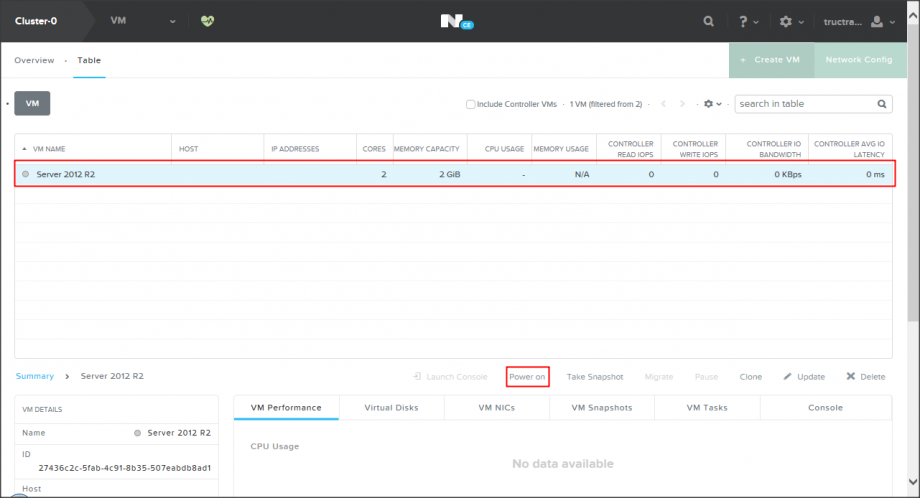 Cluster-0 VM N CE ? tructra...
Overview · Table + Create VM Network Config
VM Include Controller VMs · 1 VM (filtered from 2) · < > · · search in table
VM NAME HOST IP ADDRESSES CORES MEMORY CAPACITY CPU USAGE MEMORY USAGE CONTROLLER READ IOPS CONTROLLER WRITE IOPS CONTROLLER IO BANDWIDTH CONTROLLER AVG IO LATENCY
Server 2012 R2 2 2 GiB - N/A 0 0 0 KBps 0 ms
Summary > Server 2012 R2 Launch Console Power on Take Snapshot Migrate Pause Clone Update Delete
VM DETAILS VM Performance Virtual Disks VM NICs VM Snapshots VM Tasks Console
Name Server 2012 R2
CPU Usage
ID
No data available
27436c2c-5fab-4c91-8b35-507eabdb8ad1
Host